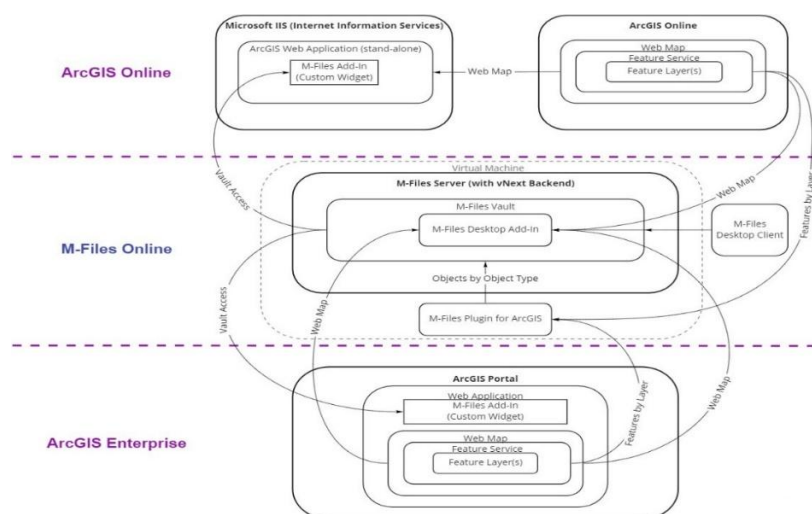 Microsoft IIS (Internet Information Services)
ArcGIS Web Application (stand-alone)
M-Files Add-In
(Custom Widget)
ArcGIS Online
Web Map
Feature Service
Feature Layer(s)
Web Map
ArcGIS Online
Vault Access
Virtual Machine
M-Files Server (with vNext Backend)
M-Files Vault
M-Files Desktop Add-In
Web Map
Features by Layer
M-Files
Desktop Client
M-Files Online
Objects by Object Type
M-Files Plugin for ArcGIS
Vault Access
Web Map
ArcGIS Portal
Web Application
M-Files Add-In
(Custom Widget)
Web Map
Feature Service
Feature Layer(s)
Features by Layer
Web Map
ArcGIS Enterprise